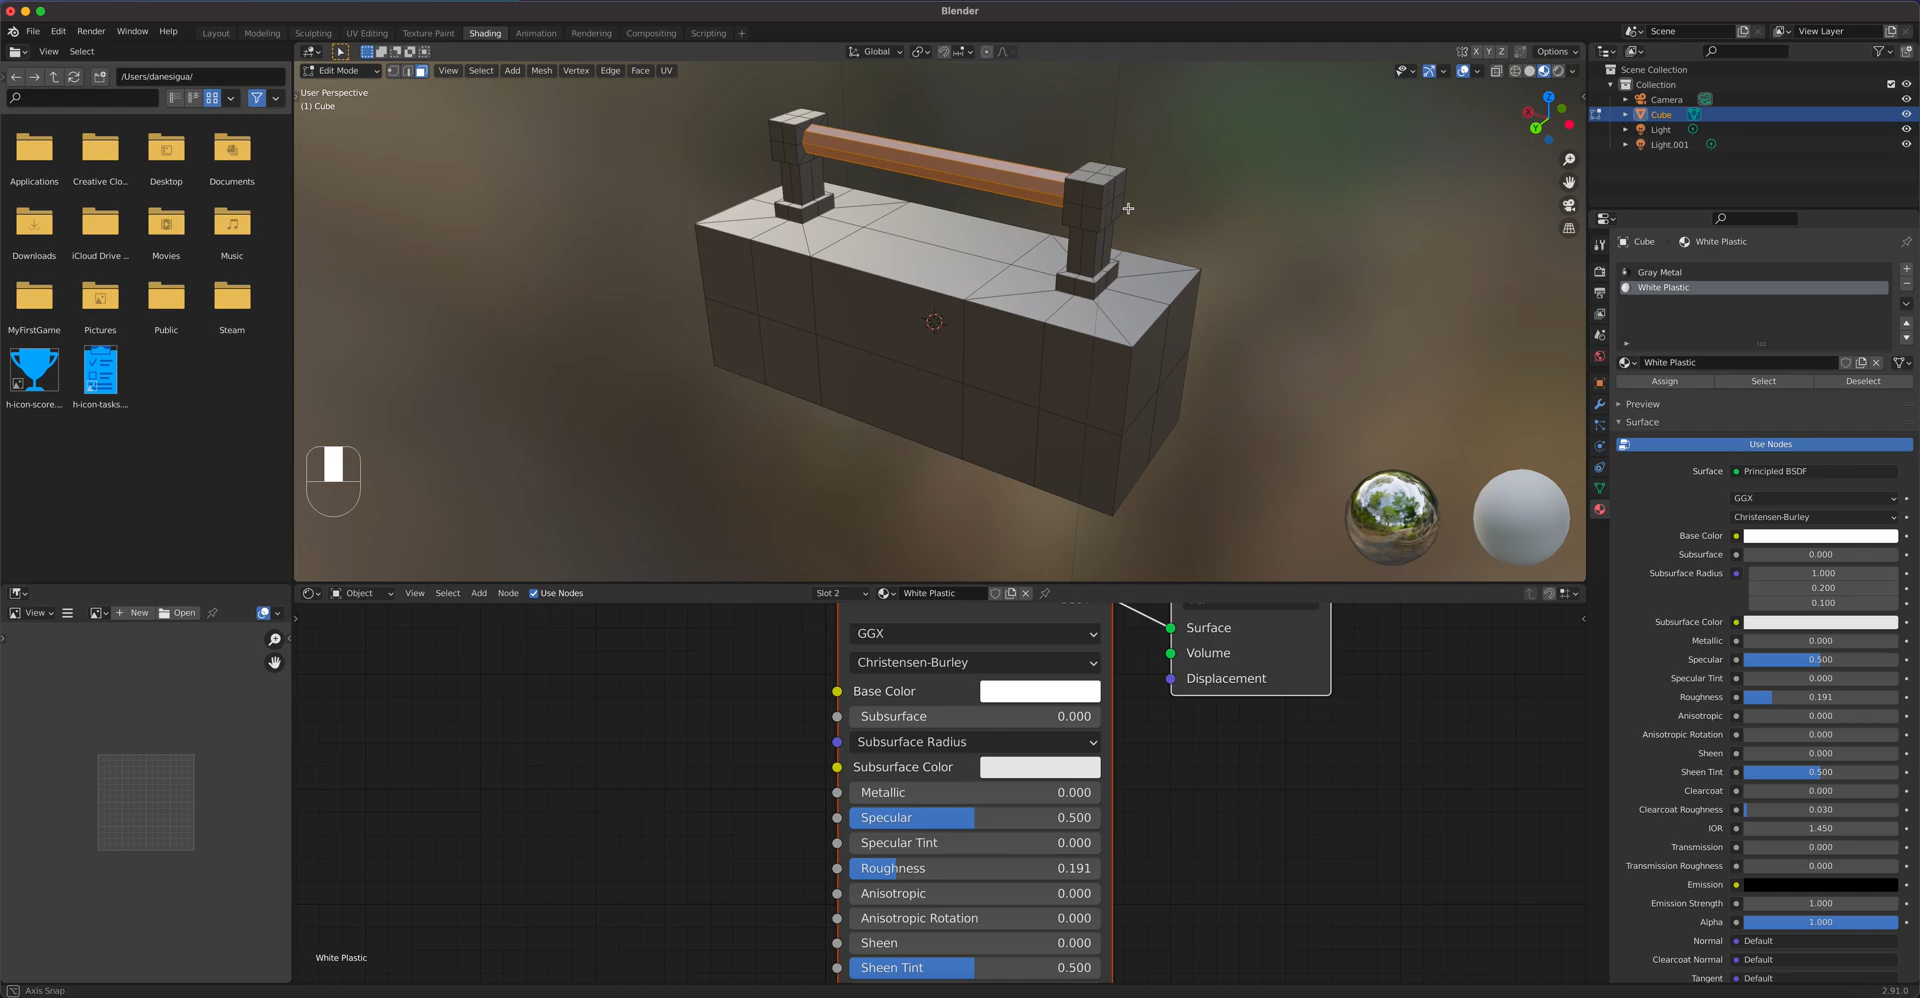 Blender
File Edit Render Window Help
Layout Modeling Sculpting UV Editing Texture Paint Shading Animation Rendering Compositing Scripting +
Scene
View Layer
View Select
/Users/danesigua/
Applications Creative Clo... Desktop Documents
Downloads iCloud Drive ... Movies Music
MyFirstGame Pictures Public Steam
h-icon-score.... h-icon-tasks....
Global
X Y Z
Options
Edit Mode View Select Add Mesh Vertex Edge Face UV
User Perspective
(1) Cube
Z
Y
Scene Collection
Collection
Camera
Cube
Light
Light.001
Cube White Plastic
Gray Metal
White Plastic
White Plastic
Assign Select Deselect
Preview
Surface
Use Nodes
Surface Principled BSDF
GGX
Christensen-Burley
Base Color
Subsurface 0.000
Subsurface Radius 1.000
0.200
0.100
Subsurface Color
Metallic 0.000
Specular 0.500
Specular Tint 0.000
Roughness 0.191
Anisotropic 0.000
Anisotropic Rotation 0.000
Sheen 0.000
Sheen Tint 0.500
Clearcoat 0.000
Clearcoat Roughness 0.030
IOR 1.450
Transmission 0.000
Transmission Roughness 0.000
Emission
Emission Strength 1.000
Alpha 1.000
Normal Default
Clearcoat Normal Default
Tangent Default
View + New Open
Object View Select Add Node Use Nodes Slot 2 White Plastic
GGX
Christensen-Burley
Base Color
Subsurface 0.000
Subsurface Radius
Subsurface Color
Metallic 0.000
Specular 0.500
Specular Tint 0.000
Roughness 0.191
Anisotropic 0.000
Anisotropic Rotation 0.000
Sheen 0.000
Sheen Tint 0.500
Surface
Volume
Displacement
White Plastic
Axis Snap
2.91.0